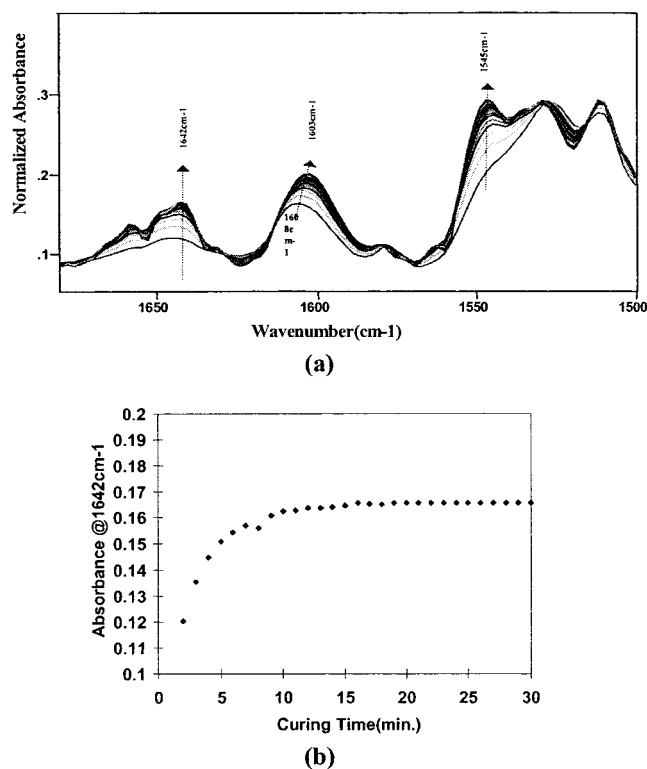 1642cm-1
1603cm-1
1545cm-1
Normalized Absorbance
.3
.2
.1
160
8c
m-
1
1650
1600
1550
1500
Wavenumber(cm-1)
(a)
Absorbance @1642cm-1
0.2
0.19
0.18
0.17
0.16
0.15
0.14
0.13
0.12
0.11
0.1
0
5
10
15
20
25
30
Curing Time(min.)
(b)